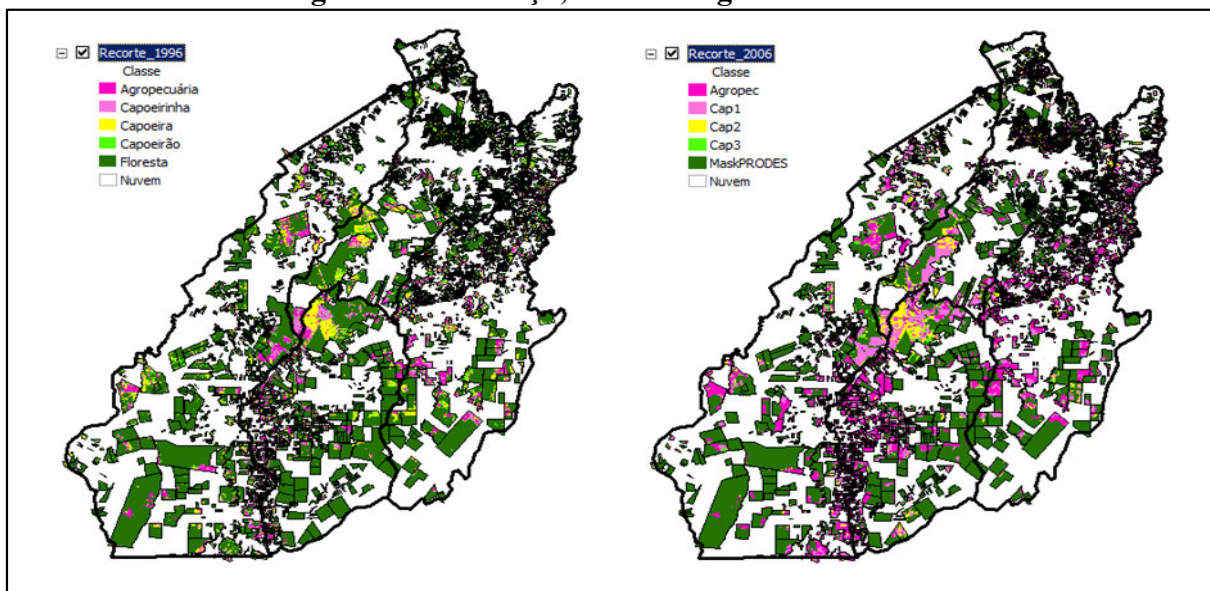 Recorte_1996
Classe
Agropecuária
Capoeirinha
Capoeira
Capoeirão
Floresta
Nuvem
Recorte_2006
Classe
Agropec
Cap1
Cap2
Cap3
MaskPRODES
Nuvem